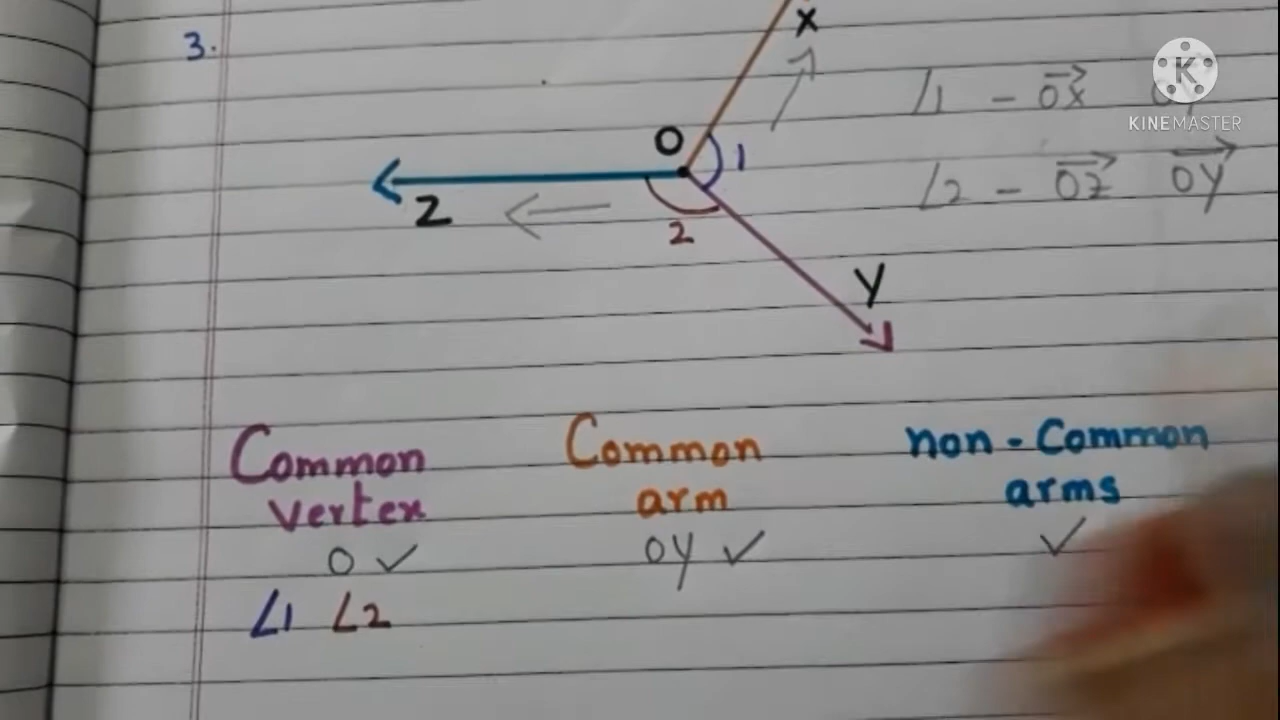 3.
X
∠1 - OX
K
KINEMASTER
O
1
∠2 - OZ OY
Z
2
Y
Common Common non-Common
vertex arm arms
O ✓ OY ✓ ✓
∠1 ∠2